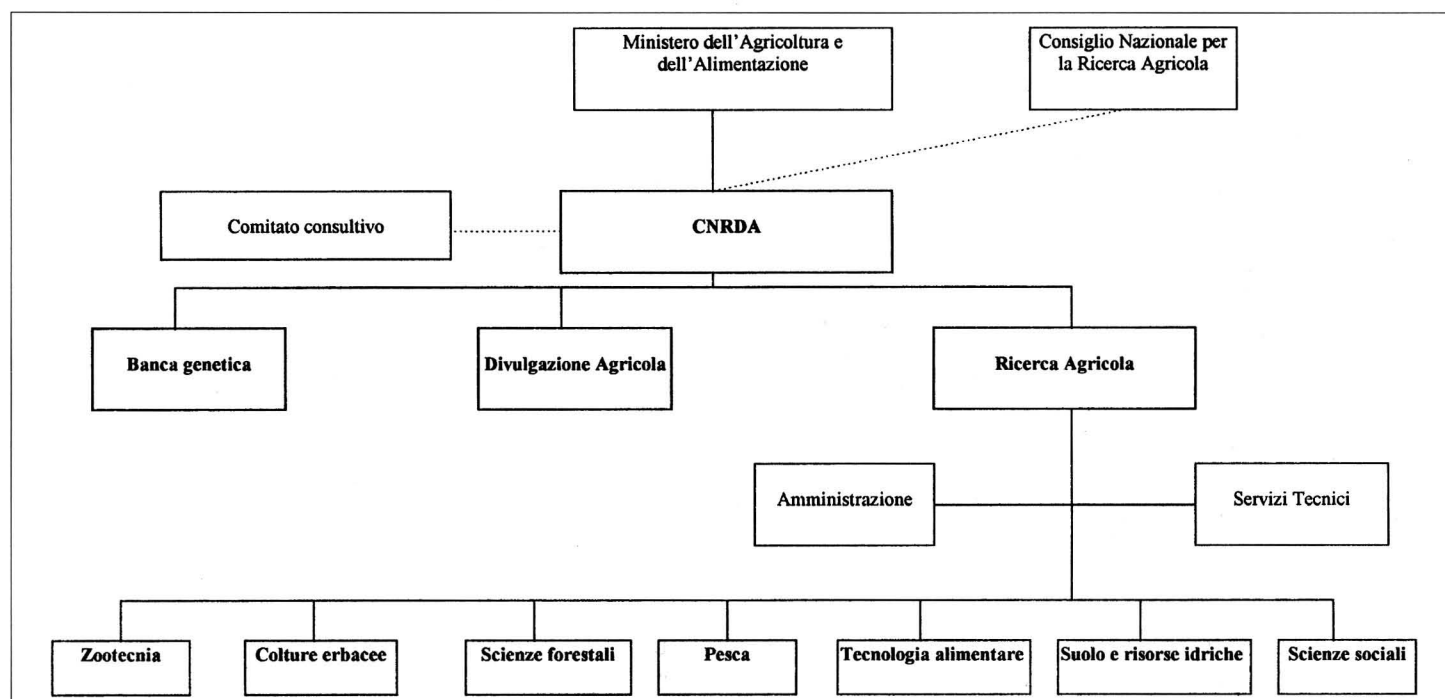 Ministero dell'Agricoltura e
dell'Alimentazione
Consiglio Nazionale per
la Ricerca Agricola
Comitato consultivo
CNRDA
Banca genetica
Divulgazione Agricola
Ricerca Agricola
Amministrazione
Servizi Tecnici
Zootecnia
Colture erbacee
Scienze forestali
Pesca
Tecnologia alimentare
Suolo e risorse idriche
Scienze sociali